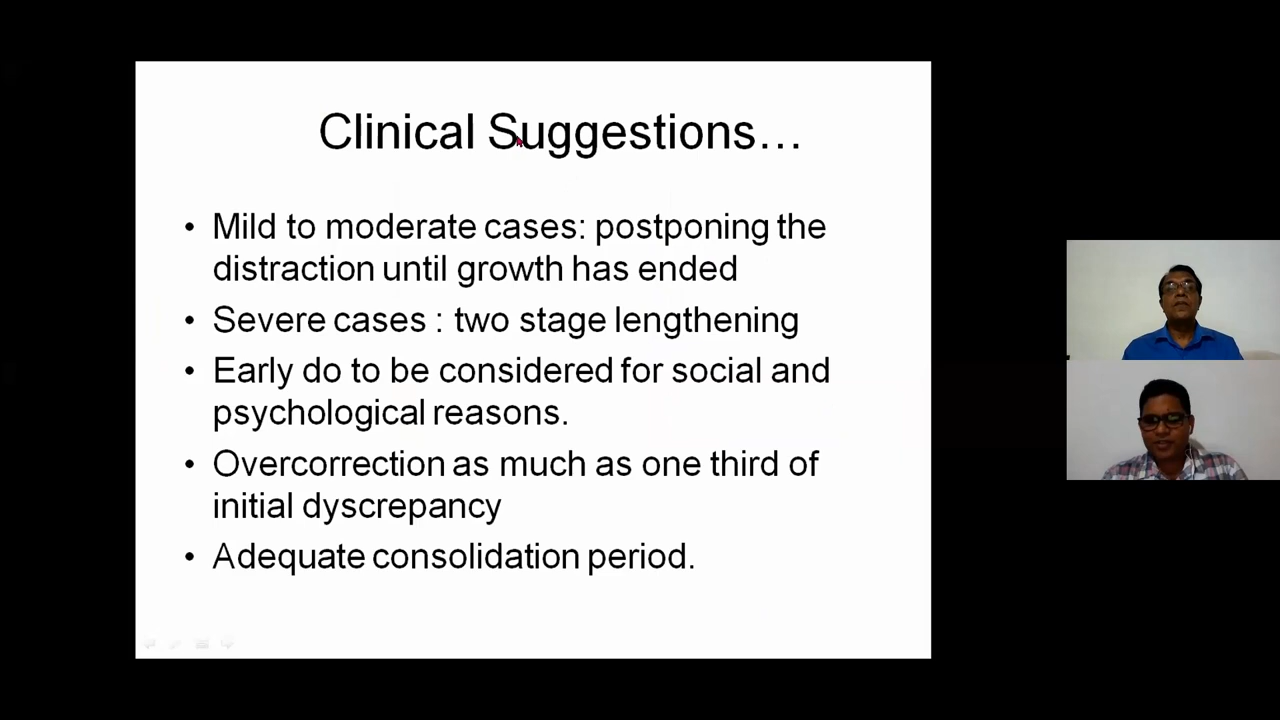 Clinical Suggestions…
• Mild to moderate cases: postponing the
distraction until growth has ended
• Severe cases : two stage lengthening
• Early do to be considered for social and
psychological reasons.
• Overcorrection as much as one third of
initial dyscrepancy
• Adequate consolidation period.